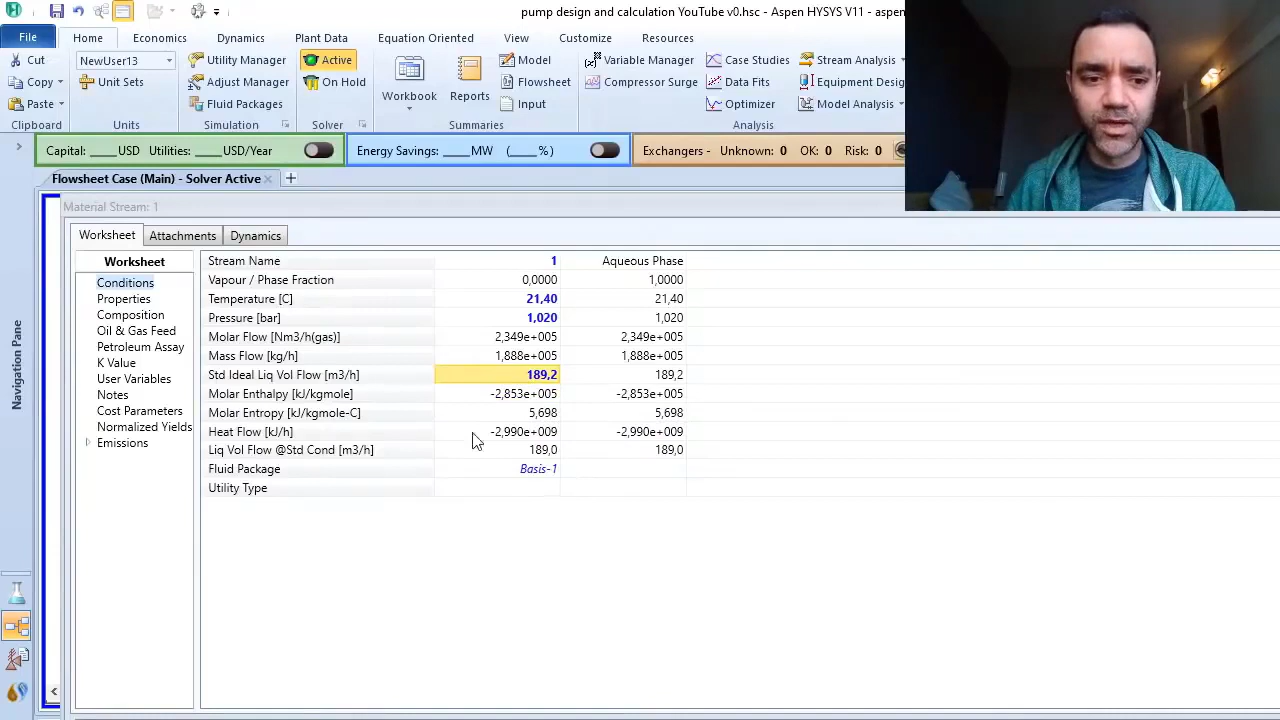 pump design and calculation YouTube v0.hsc - Aspen HYSYS V11 - aspen
File Home Economics Dynamics Plant Data Equation Oriented View Customize Resources
Cut NewUser13 Utility Manager Active Model Variable Manager Case Studies Stream Analysis
Copy Unit Sets Adjust Manager On Hold Workbook Reports Flowsheet Compressor Surge Data Fits Equipment Design
Paste Fluid Packages Input Optimizer Model Analysis
Clipboard Units Simulation Solver Summaries Analysis
Capital: ____USD Utilities: ____USD/Year Energy Savings: ____MW (____%) Exchangers - Unknown: 0 OK: 0 Risk: 0
Flowsheet Case (Main) - Solver Active
Material Stream: 1
Worksheet Attachments Dynamics
Worksheet
Conditions
Properties
Composition
Oil & Gas Feed
Petroleum Assay
K Value
User Variables
Notes
Cost Parameters
Normalized Yields
Emissions
Stream Name 1 Aqueous Phase
Vapour / Phase Fraction 0,0000 1,0000
Temperature [C] 21,40 21,40
Pressure [bar] 1,020 1,020
Molar Flow [Nm3/h(gas)] 2,349e+005 2,349e+005
Mass Flow [kg/h] 1,888e+005 1,888e+005
Std Ideal Liq Vol Flow [m3/h] 189,2 189,2
Molar Enthalpy [kJ/kgmole] -2,853e+005 -2,853e+005
Molar Entropy [kJ/kgmole-C] 5,698 5,698
Heat Flow [kJ/h] -2,990e+009 -2,990e+009
Liq Vol Flow @Std Cond [m3/h] 189,0 189,0
Fluid Package Basis-1
Utility Type
Navigation Pane